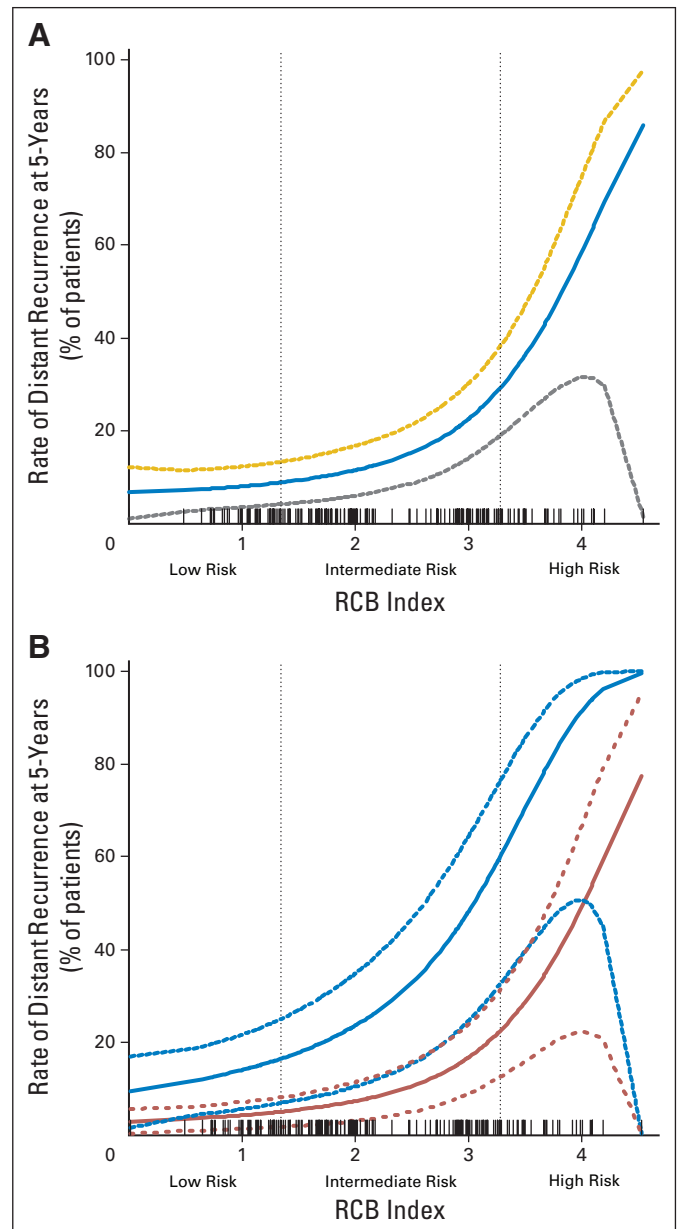 A
Rate of Distant Recurrence at 5-Years
(% of patients)
100
80
60
40
20
0
1
2
3
4
Low Risk
Intermediate Risk
High Risk
RCB Index
B
Rate of Distant Recurrence at 5-Years
(% of patients)
100
80
60
40
20
0
1
2
3
4
Low Risk
Intermediate Risk
High Risk
RCB Index